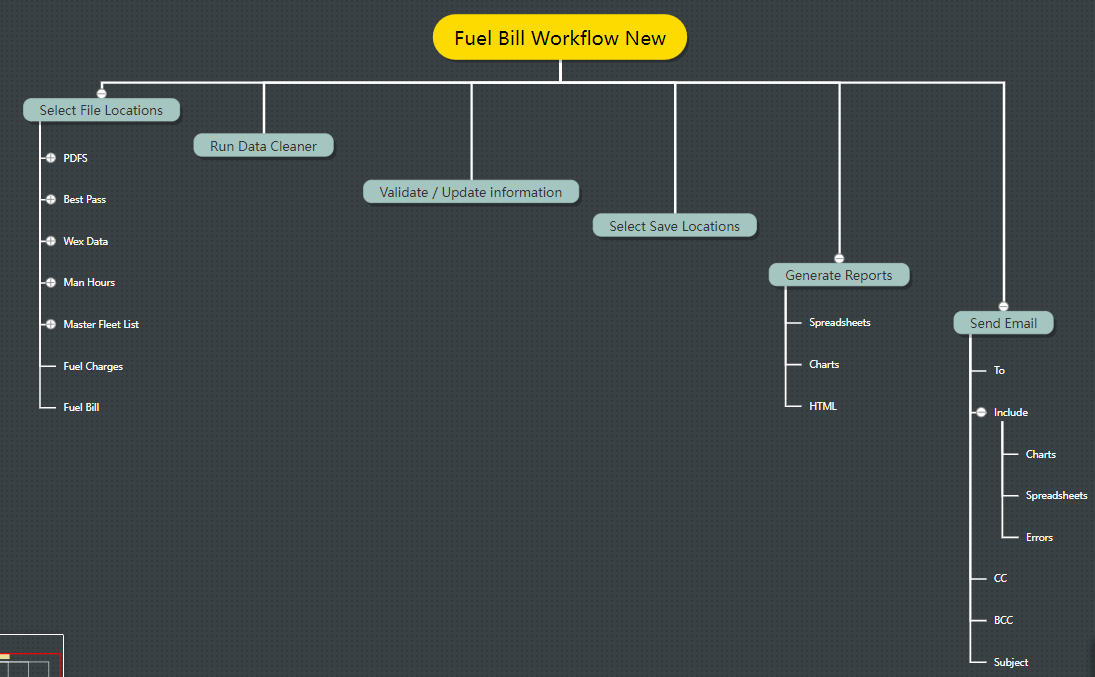 Fuel Bill Workflow New
Select File Locations
PDFS
Best Pass
Wex Data
Man Hours
Master Fleet List
Fuel Charges
Fuel Bill
Run Data Cleaner
Validate / Update information
Select Save Locations
Generate Reports
Spreadsheets
Charts
HTML
Send Email
To
Include
Charts
Spreadsheets
Errors
CC
BCC
Subject